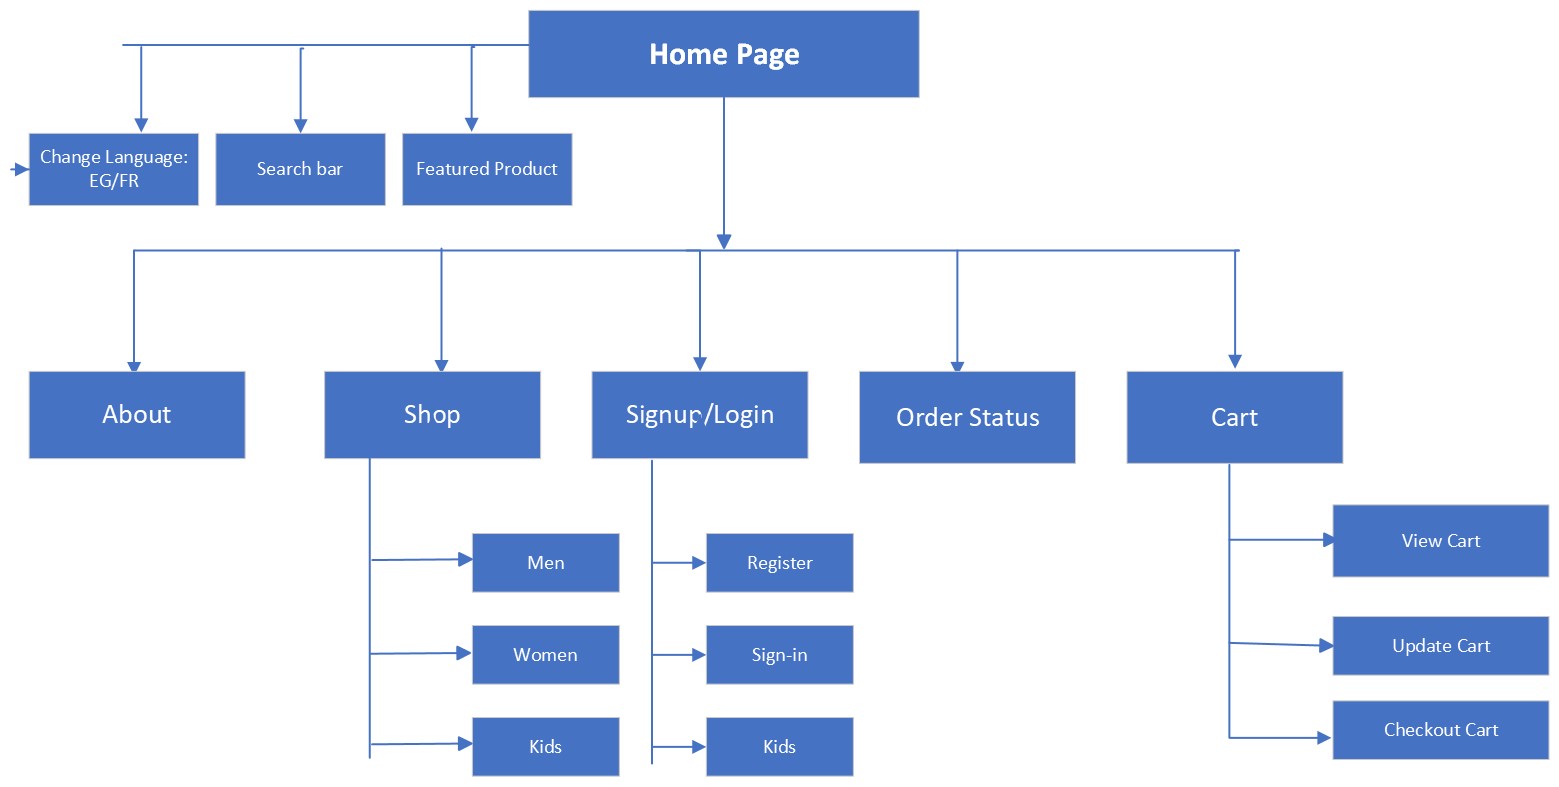 Home Page
Change Language:
EG/FR
Search bar
Featured Product
About
Shop
Signup/Login
Order Status
Cart
Men
Women
Kids
Register
Sign-in
Kids
View Cart
Update Cart
Checkout Cart